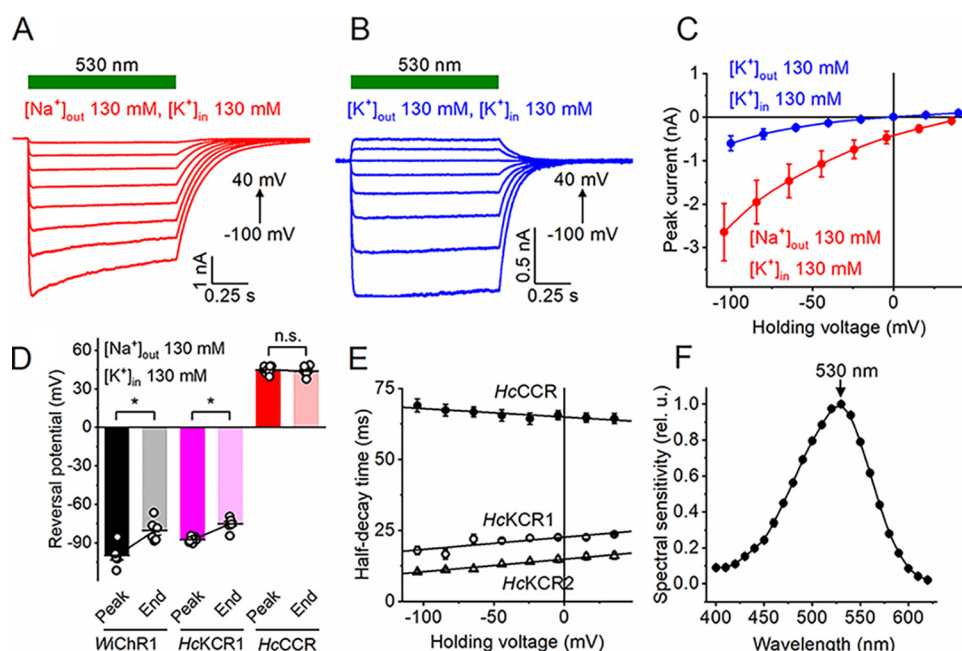 A
530 nm
[Na⁺]out 130 mM, [K⁺]in 130 mM
40 mV
-100 mV
1 nA
0.25 s
B
530 nm
[K⁺]out 130 mM, [K⁺]in 130 mM
40 mV
-100 mV
0.5 nA
0.25 s
C
Peak current (nA)
1
0
-1
-2
-3
[K⁺]out 130 mM
[K⁺]in 130 mM
[Na⁺]out 130 mM
[K⁺]in 130 mM
-100 -50 0
Holding voltage (mV)
D
Reversal potential (mV)
60
30
0
-30
-60
-90
[Na⁺]out 130 mM
[K⁺]in 130 mM
n.s.
* *
Peak End Peak End Peak End
WiChR1 HcKCR1 HcCCR
E
Half-decay time (ms)
75
50
25
0
HcCCR
HcKCR1
HcKCR2
-100 -50 0
Holding voltage (mV)
F
530 nm
Spectral sensitivity (rel. u.)
1.0
0.8
0.6
0.4
0.2
0.0
400 450 500 550 600
Wavelength (nm)